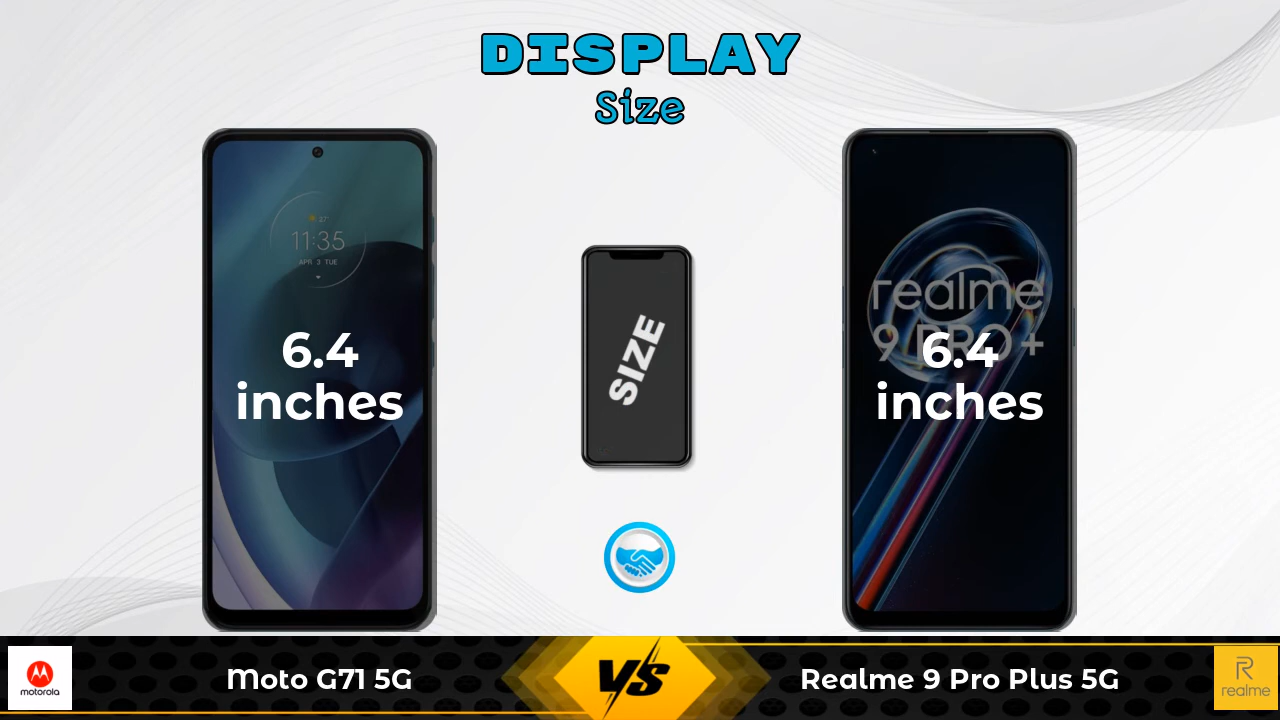 DISPLAY
Size
37°
11:35
APR 3 TUE
6.4
inches
SIZE
realme
9 PRO+
6.4
inches
motorola
Moto G71 5G
VS
Realme 9 Pro Plus 5G
R
realme